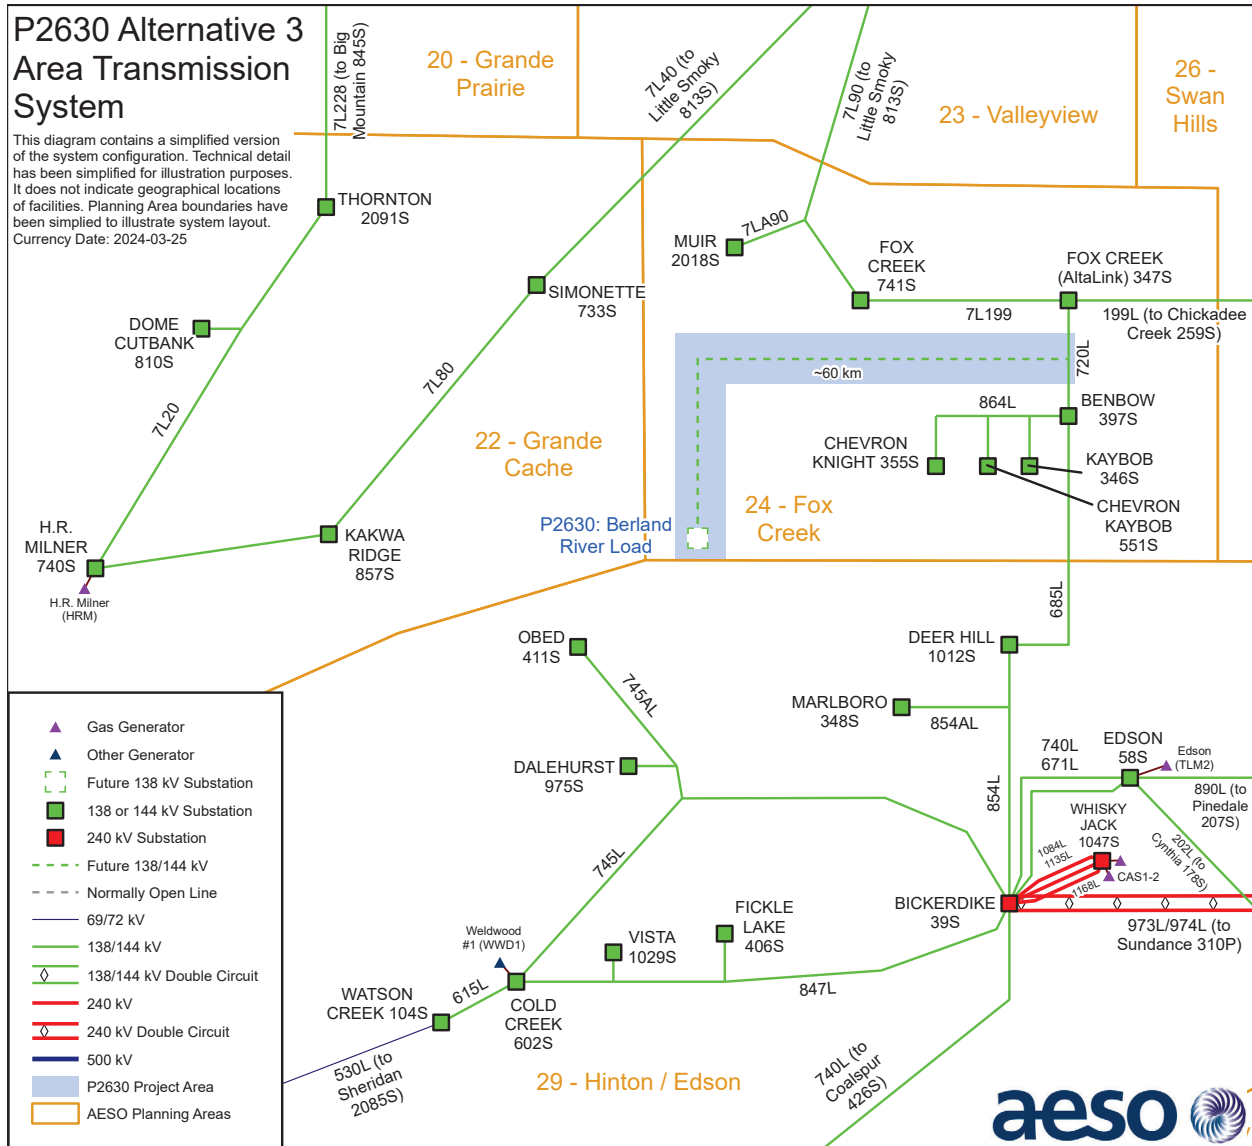 P2630 Alternative 3
Area Transmission
System
This diagram contains a simplified version
of the system configuration. Technical detail
has been simplified for illustration purposes.
It does not indicate geographical locations
of facilities. Planning Area boundaries have
been simplied to illustrate system layout.
Currency Date: 2024-03-25
7L228 (to Big
Mountain 845S)
20 - Grande
Prairie
7L40 (to
Little Smoky
813S)
7L90 (to
Little Smoky
813S)
23 - Valleyview
26 -
Swan
Hills
THORNTON
2091S
MUIR
2018S
7LA90
FOX
CREEK
741S
FOX CREEK
(AltaLink) 347S
SIMONETTE
733S
7L199
199L (to Chickadee
Creek 259S)
DOME
CUTBANK
810S
720L
~60 km
7L80
7L20
864L
BENBOW
397S
22 - Grande
Cache
CHEVRON
KNIGHT 355S
KAYBOB
346S
CHEVRON
KAYBOB
551S
24 - Fox
Creek
P2630: Berland
River Load
H.R.
MILNER
740S
KAKWA
RIDGE
857S
H.R. Milner
(HRM)
685L
OBED
411S
DEER HILL
1012S
745AL
MARLBORO
348S
854AL
DALEHURST
975S
854L
740L
671L
EDSON
58S
Edson
(TLM2)
890L (to
Pinedale
207S)
WHISKY
JACK
1047S
1084L
1135L
1168L
CAS1-2
202L (to
Cynthia 178S)
745L
BICKERDIKE
39S
973L/974L (to
Sundance 310P)
FICKLE
LAKE
406S
VISTA
1029S
Weldwood
#1 (WWD1)
847L
615L
WATSON
CREEK 104S
COLD
CREEK
602S
530L (to
Sheridan
2085S)
29 - Hinton / Edson
740L (to
Coalspur
426S)
Gas Generator
Other Generator
Future 138 kV Substation
138 or 144 kV Substation
240 kV Substation
Future 138/144 kV
Normally Open Line
69/72 kV
138/144 kV
138/144 kV Double Circuit
240 kV
240 kV Double Circuit
500 kV
P2630 Project Area
AESO Planning Areas
aeso